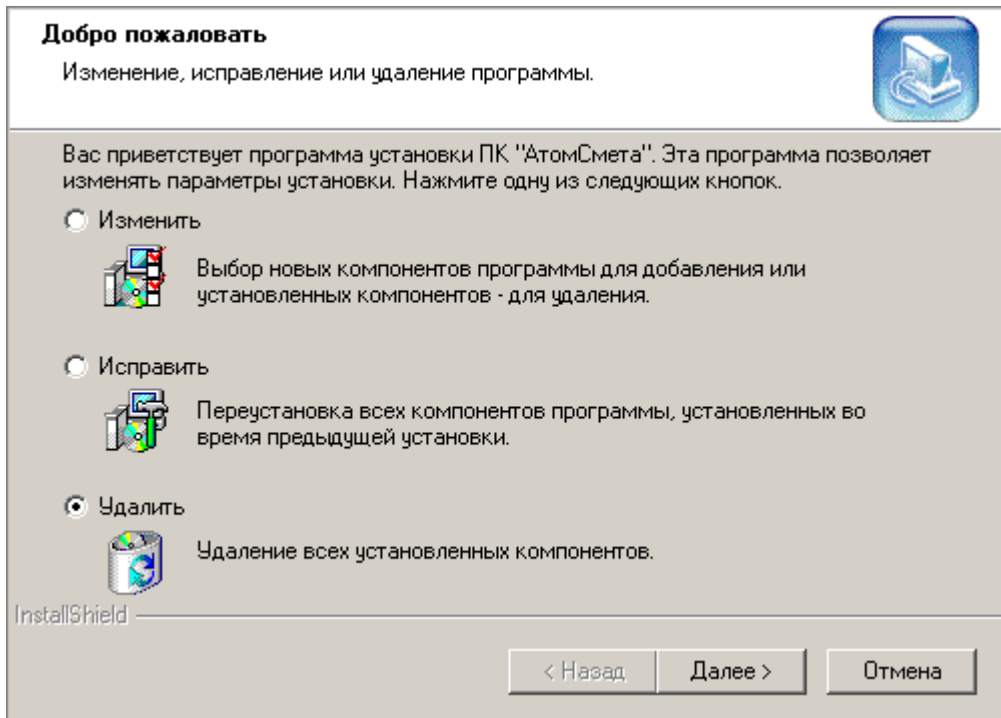 Добро пожаловать
Изменение, исправление или удаление программы.
Вас приветствует программа установки ПК "АтомСмета". Эта программа позволяет
изменять параметры установки. Нажмите одну из следующих кнопок.
Изменить
Выбор новых компонентов программы для добавления или
установленных компонентов - для удаления.
Исправить
Переустановка всех компонентов программы, установленных во
время предыдущей установки.
Удалить
Удаление всех установленных компонентов.
InstallShield
< Назад
Далее >
Отмена